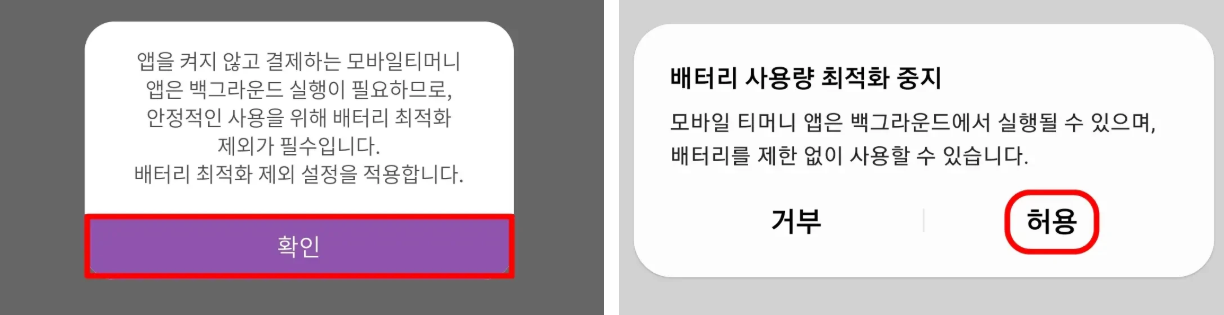 앱을 켜지 않고 결제하는 모바일티머니
앱은 백그라운드 실행이 필요하므로,
안정적인 사용을 위해 배터리 최적화
제외가 필수입니다.
배터리 최적화 제외 설정을 적용합니다.
확인
배터리 사용량 최적화 중지
모바일 티머니 앱은 백그라운드에서 실행될 수 있으며,
배터리를 제한 없이 사용할 수 있습니다.
거부
허용